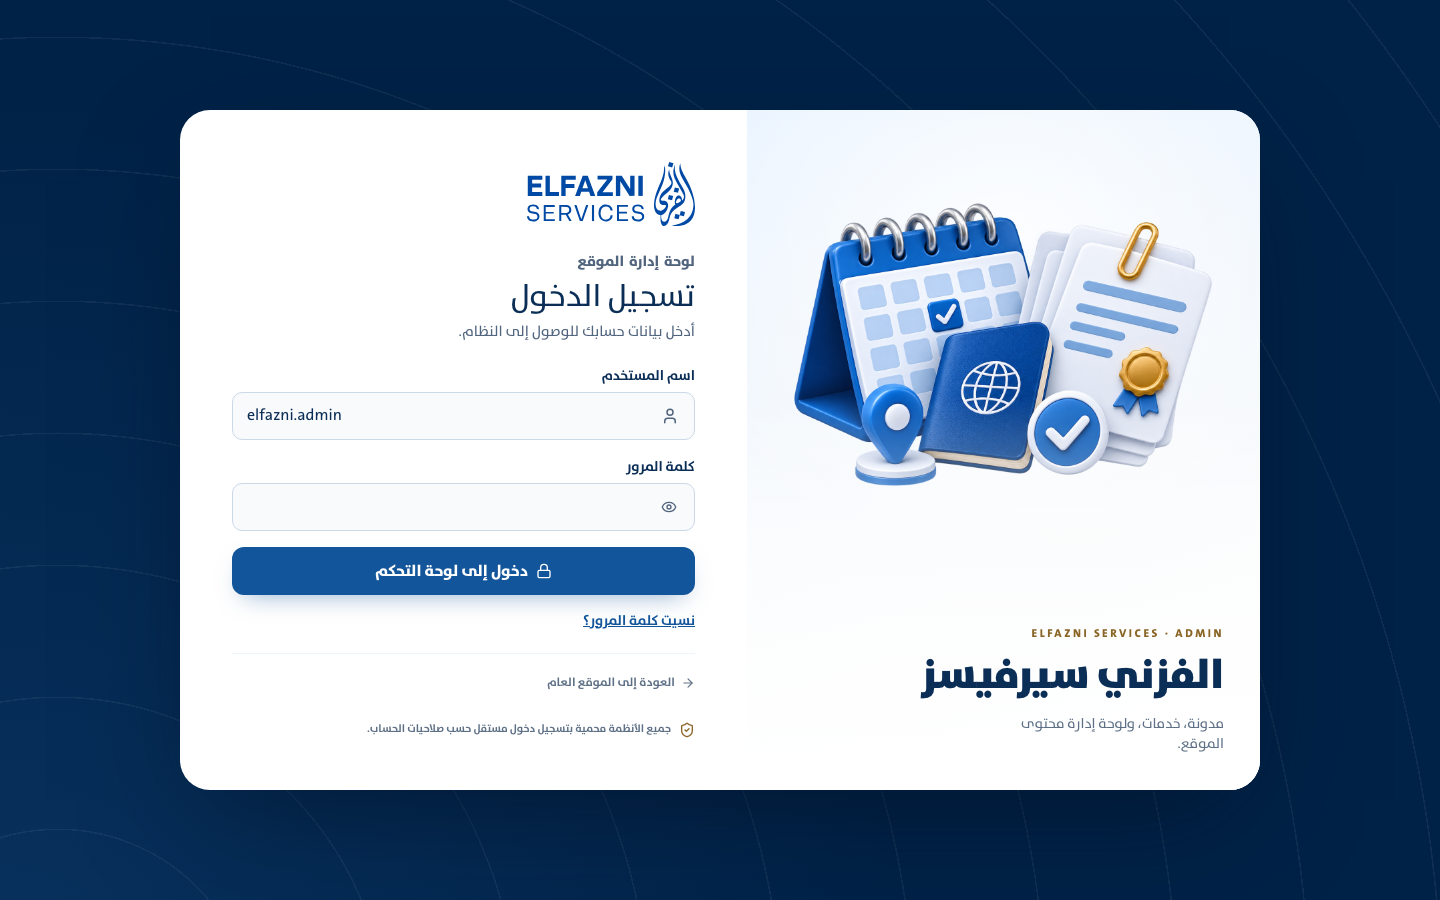 ELFAZNI
SERVICES
لوحة إدارة الموقع
تسجيل الدخول
أدخل بيانات حسابك للوصول إلى النظام.
اسم المستخدم
elfazni.admin
كلمة المرور
دخول إلى لوحة التحكم
نسيت كلمة المرور؟
العودة إلى الموقع العام
جميع الأنظمة محمية بتسجيل دخول مستقل حسب صلاحيات الحساب.
ELFAZNI SERVICES · ADMIN
الفزني سيرفيسز
مدونة، خدمات، ولوحة إدارة محتوى
الموقع.